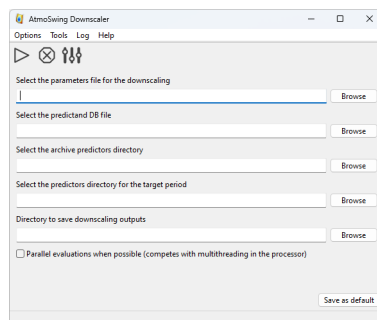 AtmoSwing Downscaler
Options Tools Log Help
Select the parameters file for the downscaling
Browse
Select the predictand DB file
Browse
Select the archive predictors directory
Browse
Select the predictors directory for the target period
Browse
Directory to save downscaling outputs
Browse
Parallel evaluations when possible (competes with multithreading in the processor)
Save as default